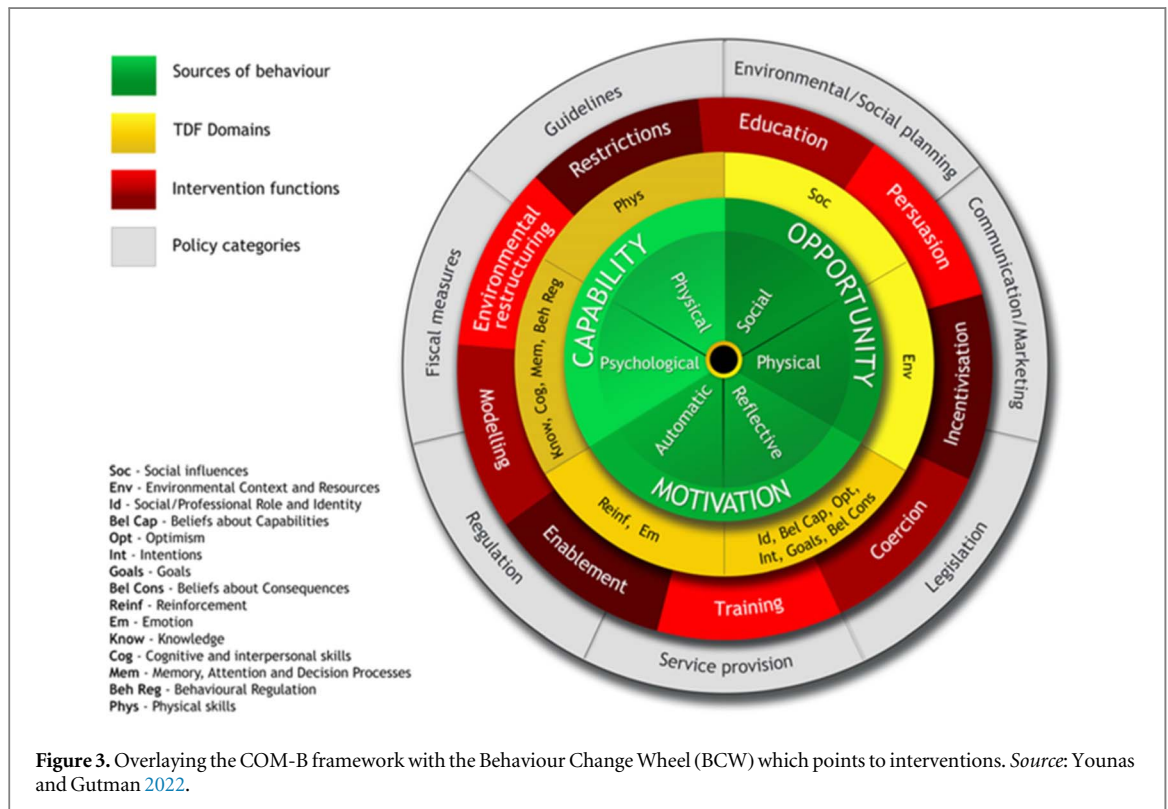 Sources of behaviour
TDF Domains
Intervention functions
Policy categories
Guidelines
Environmental/Social planning
Communication/Marketing
Legislation
Service provision
Regulation
Fiscal measures
Restrictions
Education
Persuasion
Incentivisation
Coercion
Training
Enablement
Modelling
Environmental
restructuring
Phys
Soc
Env
Id, Bel Cap, Opt,
Int, Goals, Bel Cons
Reinf, Em
Know, Cog, Mem, Beh Reg
CAPABILITY
OPPORTUNITY
MOTIVATION
Physical
Social
Psychological
Physical
Automatic
Reflective
Soc - Social influences
Env - Environmental Context and Resources
Id - Social/Professional Role and Identity
Bel Cap - Beliefs about Capabilities
Opt - Optimism
Int - Intentions
Goals - Goals
Bel Cons - Beliefs about Consequences
Reinf - Reinforcement
Em - Emotion
Know - Knowledge
Cog - Cognitive and interpersonal skills
Mem - Memory, Attention and Decision Processes
Beh Reg - Behavioural Regulation
Phys - Physical skills
Figure 3. Overlaying the COM-B framework with the Behaviour Change Wheel (BCW) which points to interventions. Source: Younas
and Gutman 2022.